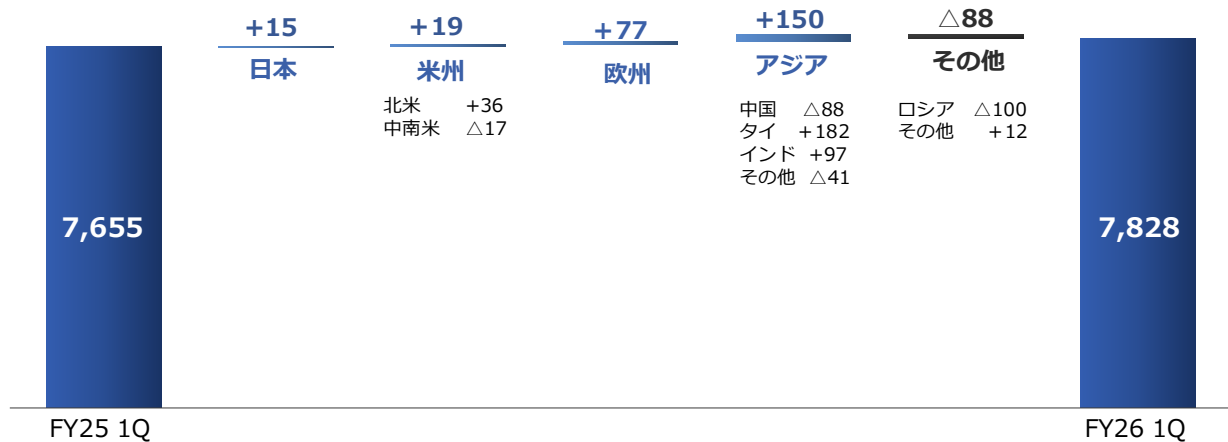 +15
+19
+77
+150
△88
日本
米州
欧州
アジア
その他
北米 +36
中南米 △17
中国 △88
タイ +182
インド +97
その他 △41
ロシア △100
その他 +12
7,655
7,828
FY25 1Q
FY26 1Q